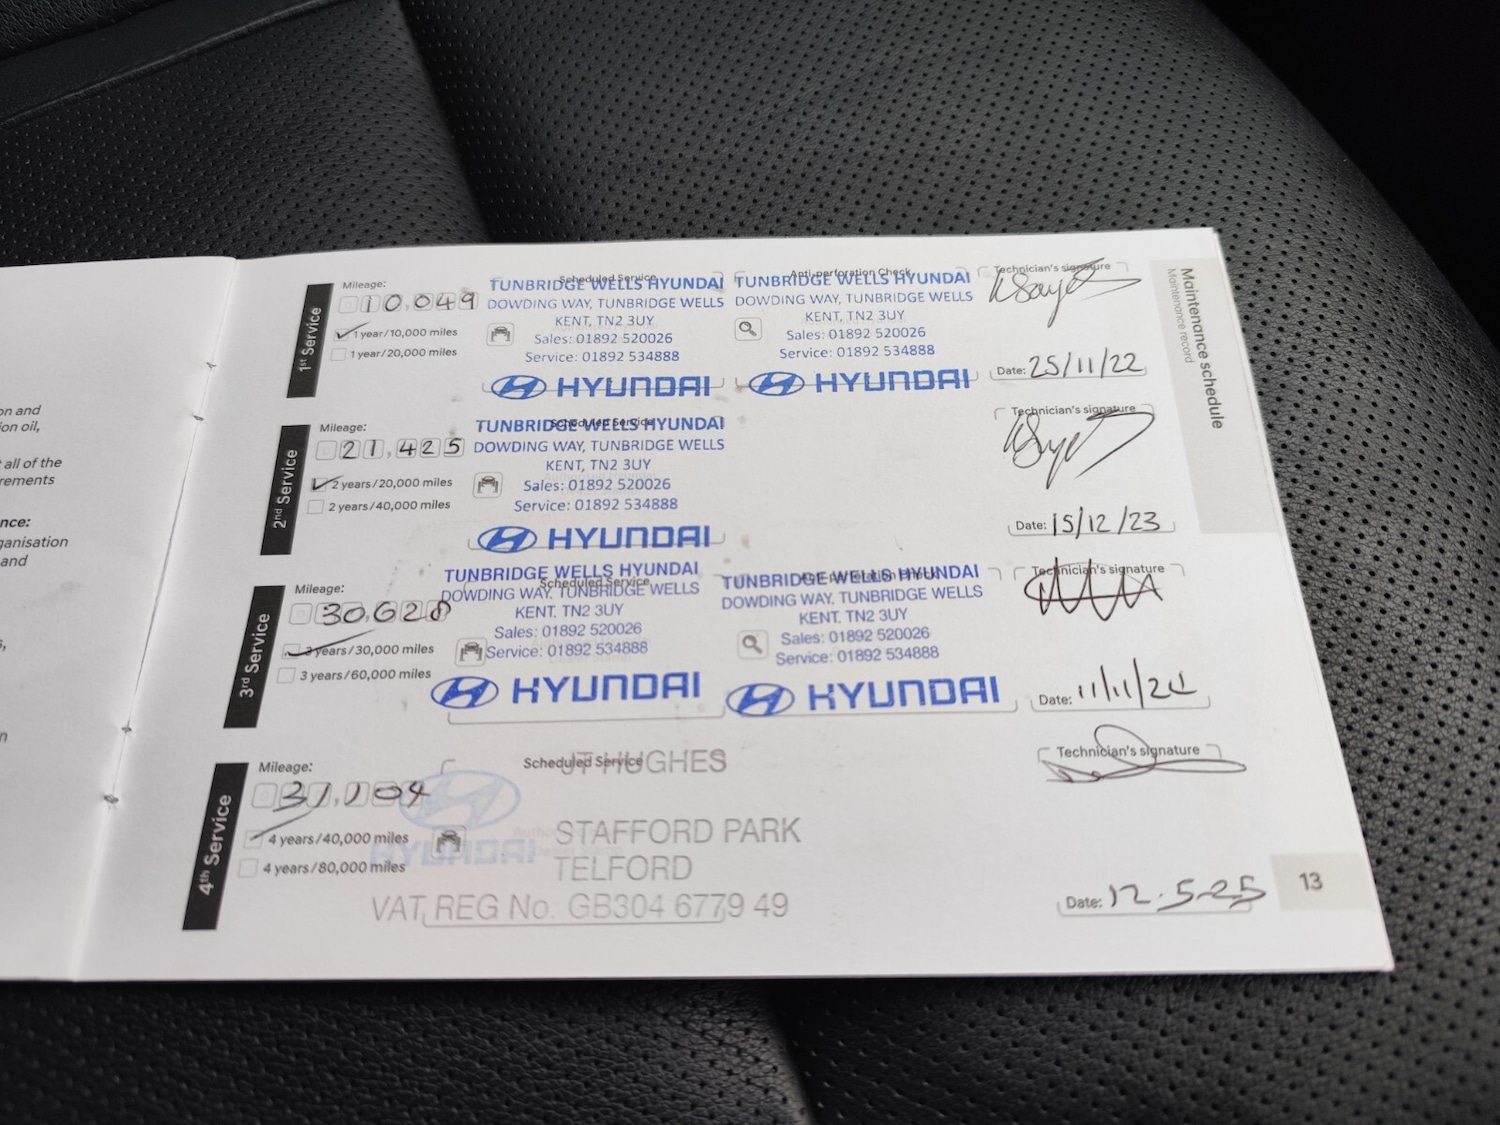 on and
ion oil,
all of the
rements
nce:
ganisation
and
s,
n
Maintenance schedule
Maintenance record
1st Service
Mileage:
10,049
1 year/10,000 miles
1 year/20,000 miles
Scheduled Service
TUNBRIDGE WELLS HYUNDAI
DOWDING WAY, TUNBRIDGE WELLS
KENT, TN2 3UY
Sales: 01892 520026
Service: 01892 534888
HYUNDAI
Anti-perforation Check
TUNBRIDGE WELLS HYUNDAI
DOWDING WAY, TUNBRIDGE WELLS
KENT, TN2 3UY
Sales: 01892 520026
Service: 01892 534888
HYUNDAI
Technician's signature
Date: 25/11/22
2nd Service
Mileage:
21,425
2 years/20,000 miles
2 years/40,000 miles
Scheduled Service
TUNBRIDGE WELLS HYUNDAI
DOWDING WAY, TUNBRIDGE WELLS
KENT, TN2 3UY
Sales: 01892 520026
Service: 01892 534888
HYUNDAI
Technician's signature
Date: 15/12/23
3rd Service
Mileage:
30,628
3 years/30,000 miles
3 years/60,000 miles
Scheduled Service
TUNBRIDGE WELLS HYUNDAI
DOWDING WAY, TUNBRIDGE WELLS
KENT, TN2 3UY
Sales: 01892 520026
Service: 01892 534888
HYUNDAI
TUNBRIDGE WELLS HYUNDAI
DOWDING WAY, TUNBRIDGE WELLS
KENT, TN2 3UY
Sales: 01892 520026
Service: 01892 534888
HYUNDAI
Technician's signature
Date: 11/11/24
4th Service
Mileage:
31,104
4 years/40,000 miles
4 years/80,000 miles
Scheduled Service
HYUNDAI
JT HUGHES
STAFFORD PARK
TELFORD
VAT REG No. GB304 6779 49
Technician's signature
Date: 12.5-25
13